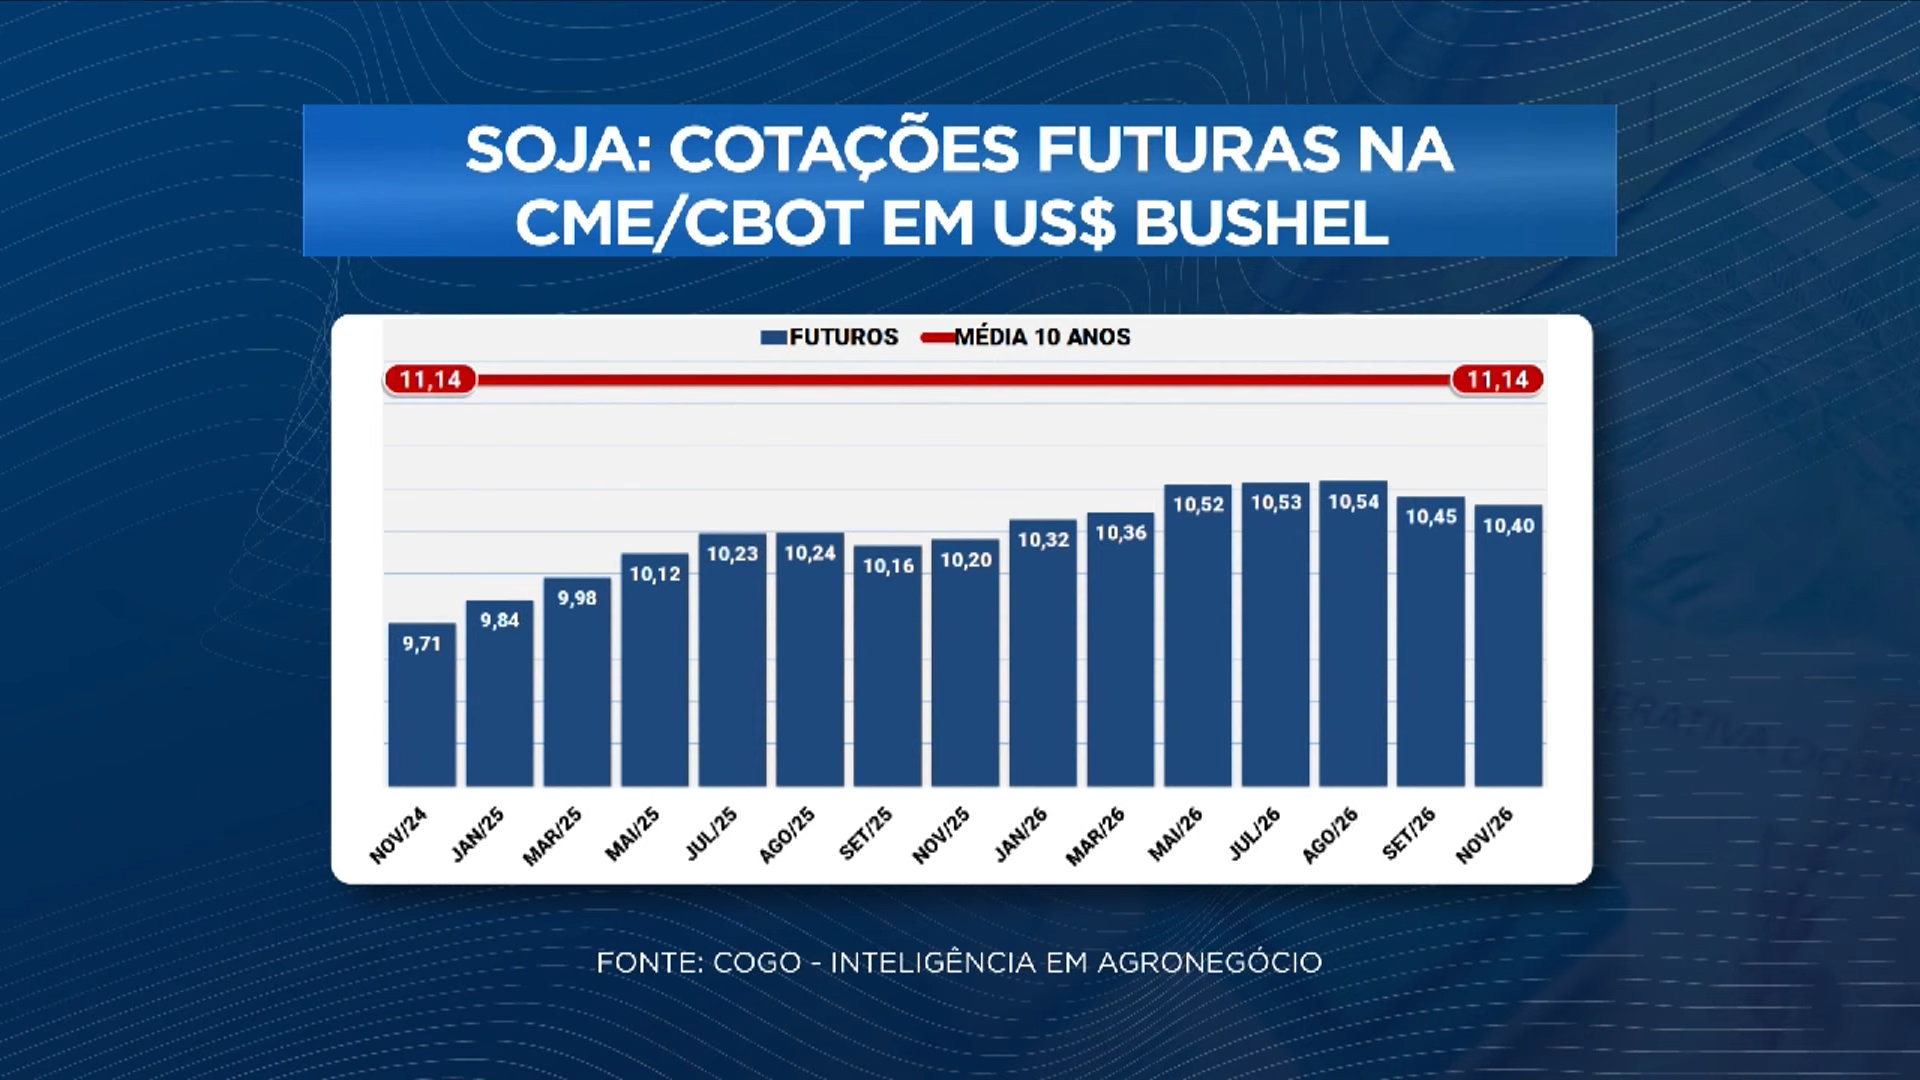 SOJA: COTAÇÕES FUTURAS NA
CME/CBOT EM US$ BUSHEL
FUTUROS MÉDIA 10 ANOS
11,14 11,14
9,71 9,84 9,98 10,12 10,23 10,24 10,16 10,20 10,32 10,36 10,52 10,53 10,54 10,45 10,40
NOV/24 JAN/25 MAR/25 MAI/25 JUL/25 AGO/25 SET/25 NOV/25 JAN/26 MAR/26 MAI/26 JUL/26 AGO/26 SET/26 NOV/26
FONTE: COGO - INTELIGÊNCIA EM AGRONEGÓCIO